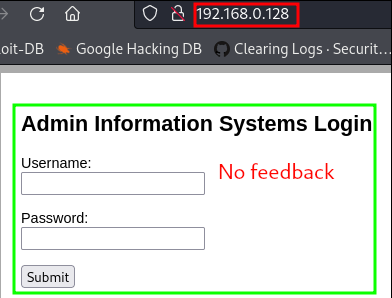 192.168.0.128
oit-DB
Google Hacking DB
Clearing Logs · Securit…
Admin Information Systems Login
Username:
No feedback
Password:
Submit